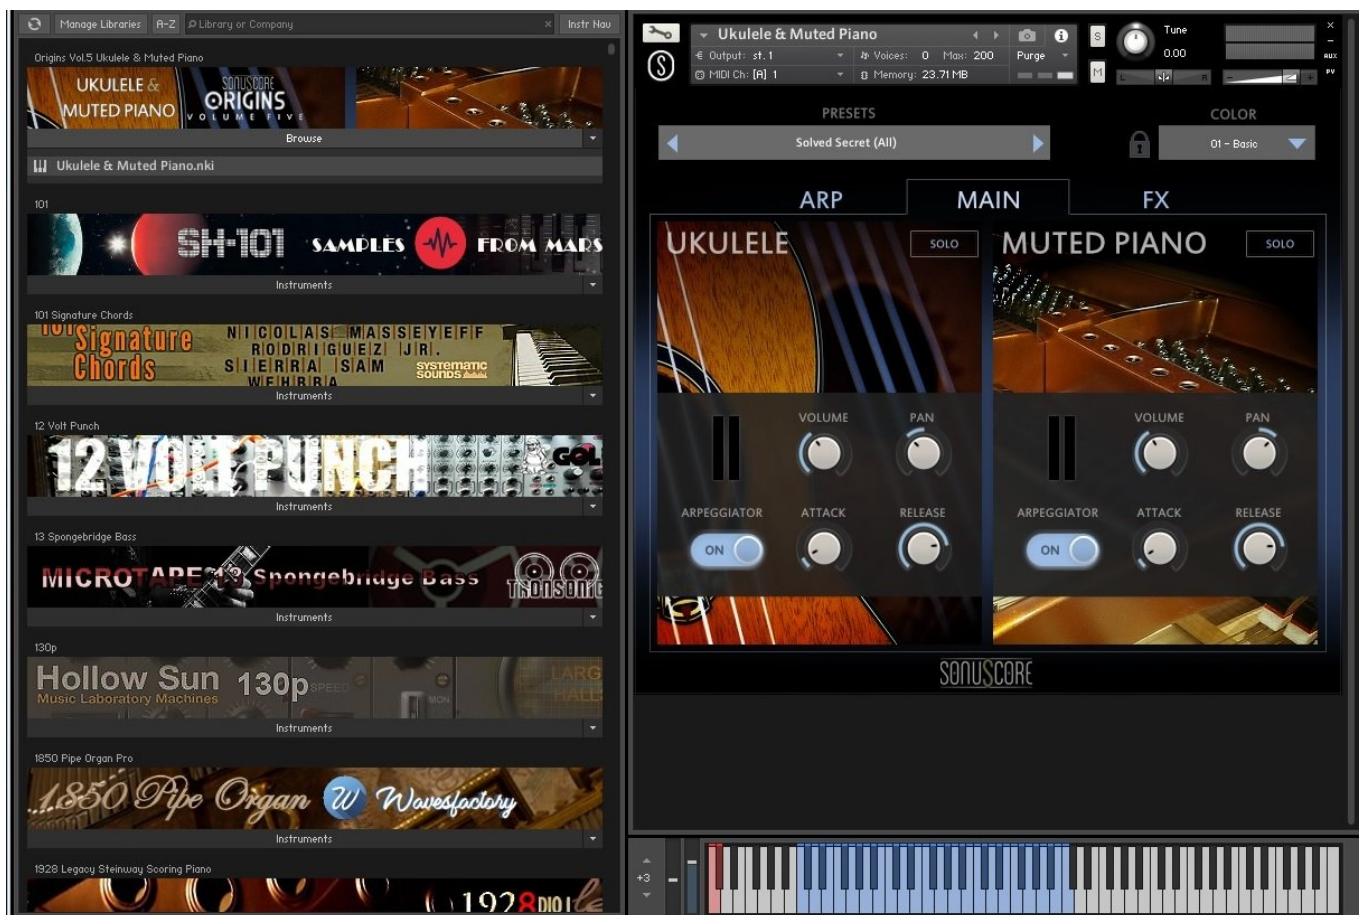 Manage Libraries
A-Z
Library or Company
×
Instr Nav
Origins Vol.5 Ukulele & Muted Piano
UKULELE &
MUTED PIANO
SONUSCORE
ORIGINS
VOLUME FIVE
Browse
Ukulele & Muted Piano.nki
101
SH-101 SAMPLES FROM MARS
Instruments
101 Signature Chords
101 Signature Chords
NICOLAS MASSEYEFF
RODRIGUEZ JR.
SIERRA SAM
WEHBBA
systematic
sounds
Instruments
12 Volt Punch
12 VOLT PUNCH
GOL
Instruments
13 Spongebridge Bass
MICROTAPE 13 Spongebridge Bass
TRONSONIC
Instruments
130p
Hollow Sun 130p
Music Laboratory Machines
SPEED
MON
LARG
HALL
Instruments
1850 Pipe Organ Pro
1850 Pipe Organ W Wavesfactory
Instruments
1928 Legacy Steinway Scoring Piano
1928
Ukulele & Muted Piano
Output: st.1
Voices: 0 Max: 200
Purge
MIDI Ch: [A] 1
Memory: 23.71 MB
S
M
Tune
0.00
L
R
×
-
AUX
PV
PRESETS
Solved Secret (All)
COLOR
01 - Basic
ARP
MAIN
FX
UKULELE
SOLO
VOLUME
PAN
ARPEGGIATOR
ON
ATTACK
RELEASE
MUTED PIANO
SOLO
VOLUME
PAN
ARPEGGIATOR
ON
ATTACK
RELEASE
SONUSCORE
+3